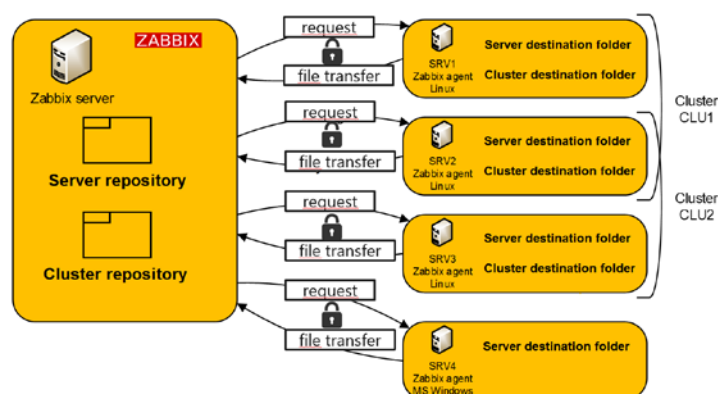 ZABBIX
Zabbix server
Server repository
Cluster repository
request
file transfer
SRV1
Zabbix agent
Linux
Server destination folder
Cluster destination folder
request
file transfer
SRV2
Zabbix agent
Linux
Server destination folder
Cluster destination folder
request
file transfer
SRV3
Zabbix agent
Linux
Server destination folder
Cluster destination folder
request
file transfer
SRV4
Zabbix agent
MS Windows
Server destination folder
Cluster
CLU1
Cluster
CLU2